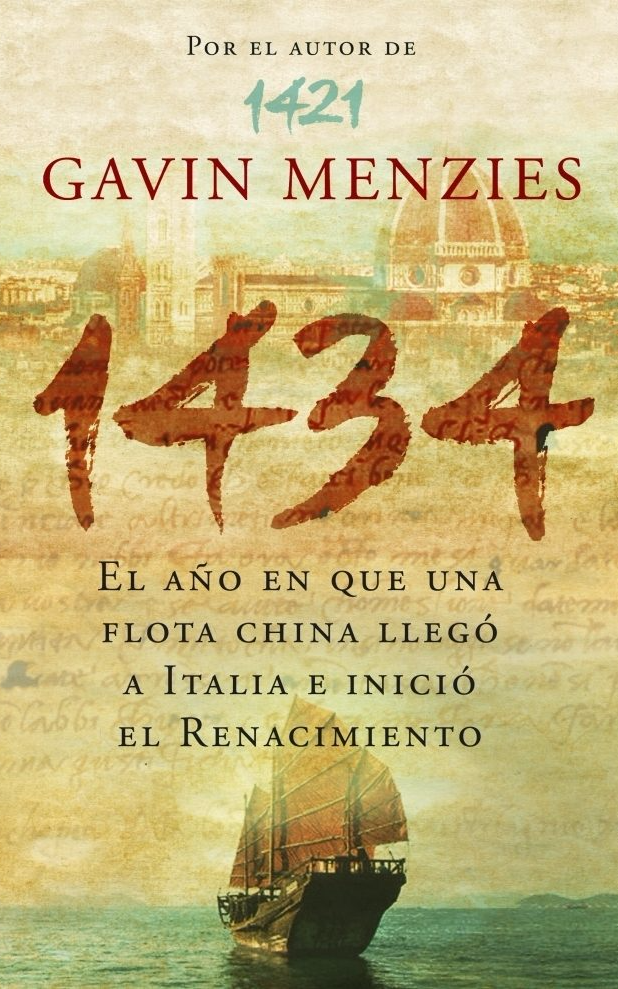 POR EL AUTOR DE
1421
GAVIN MENZIES
1434
EL AÑO EN QUE UNA
FLOTA CHINA LLEGÓ
A ITALIA E INICIÓ
EL RENACIMIENTO